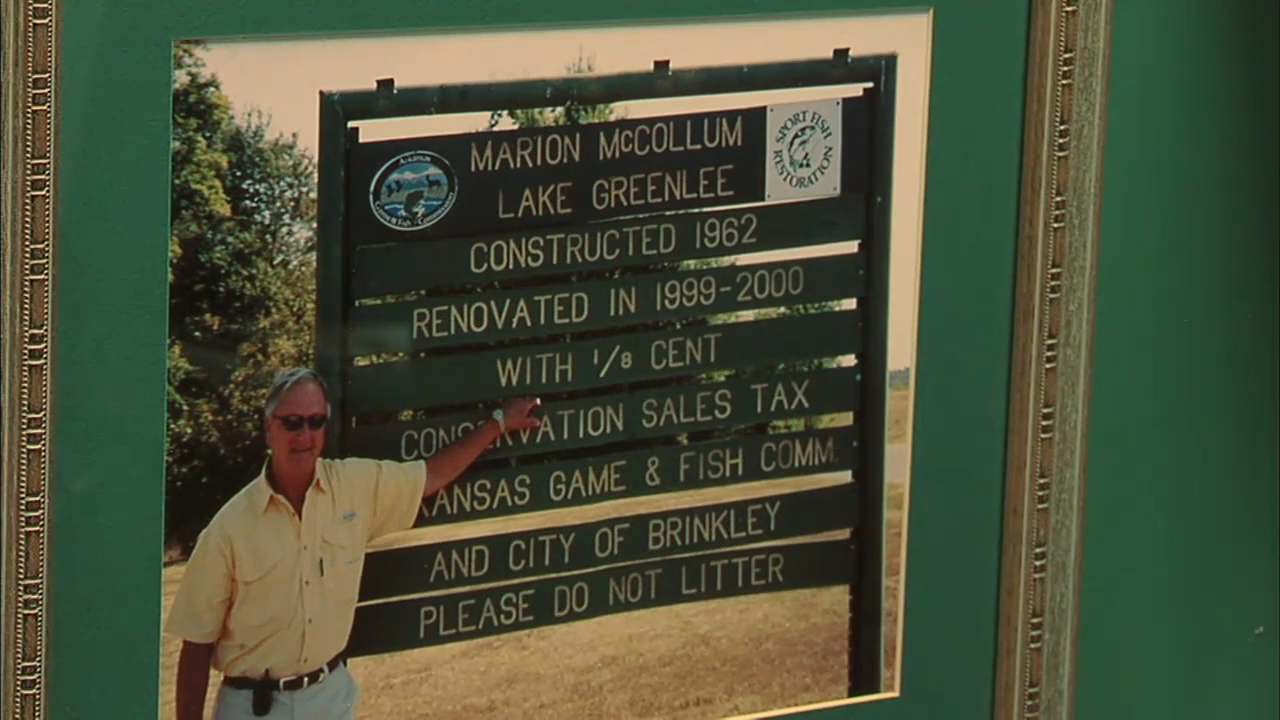 MARION McCOLLUM
LAKE GREENLEE
SPORT FISH
RESTORATION
Arkansas
CONSTRUCTED 1962
RENOVATED IN 1999-2000
WITH 1/8 CENT
CONSERVATION SALES TAX
KANSAS GAME & FISH COMM.
AND CITY OF BRINKLEY
PLEASE DO NOT LITTER